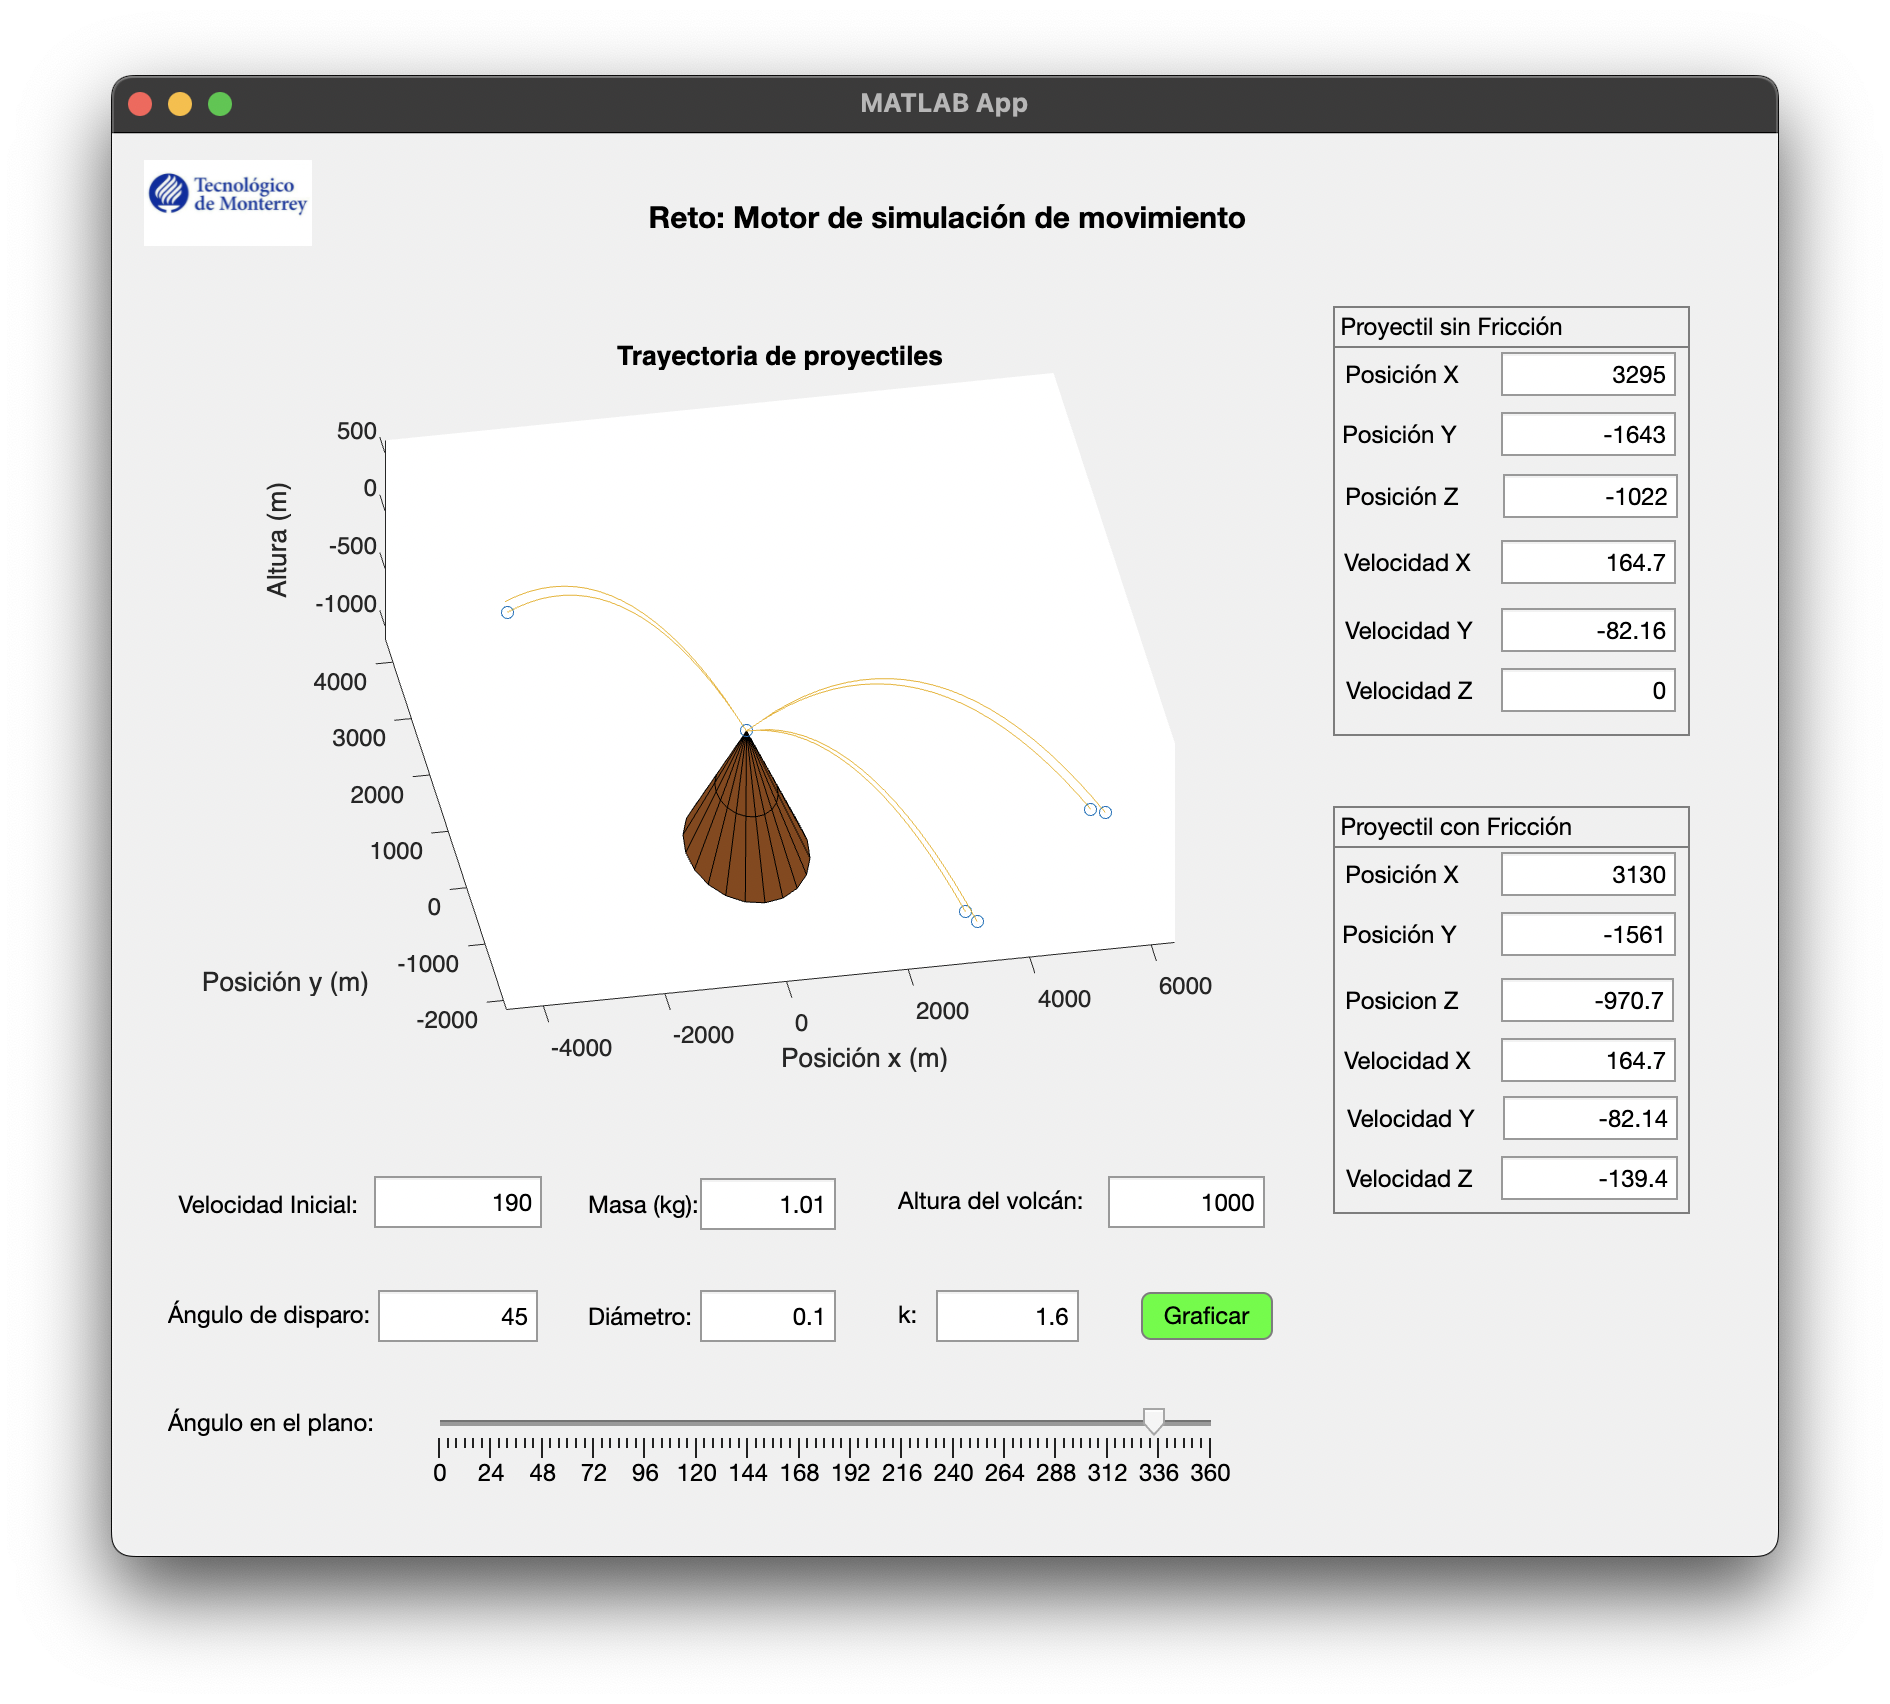 MATLAB App
Tecnológico
de Monterrey
Reto: Motor de simulación de movimiento
Trayectoria de proyectiles
500
0
-500
-1000
Altura (m)
4000
3000
2000
1000
0
-1000
-2000
Posición y (m)
-4000
-2000
0
2000
4000
6000
Posición x (m)
Proyectil sin Fricción
Posición X 3295
Posición Y -1643
Posición Z -1022
Velocidad X 164.7
Velocidad Y -82.16
Velocidad Z 0
Proyectil con Fricción
Posición X 3130
Posición Y -1561
Posicion Z -970.7
Velocidad X 164.7
Velocidad Y -82.14
Velocidad Z -139.4
Velocidad Inicial: 190 Masa (kg): 1.01 Altura del volcán: 1000
Ángulo de disparo: 45 Diámetro: 0.1 k: 1.6 Graficar
Ángulo en el plano:
0 24 48 72 96 120 144 168 192 216 240 264 288 312 336 360